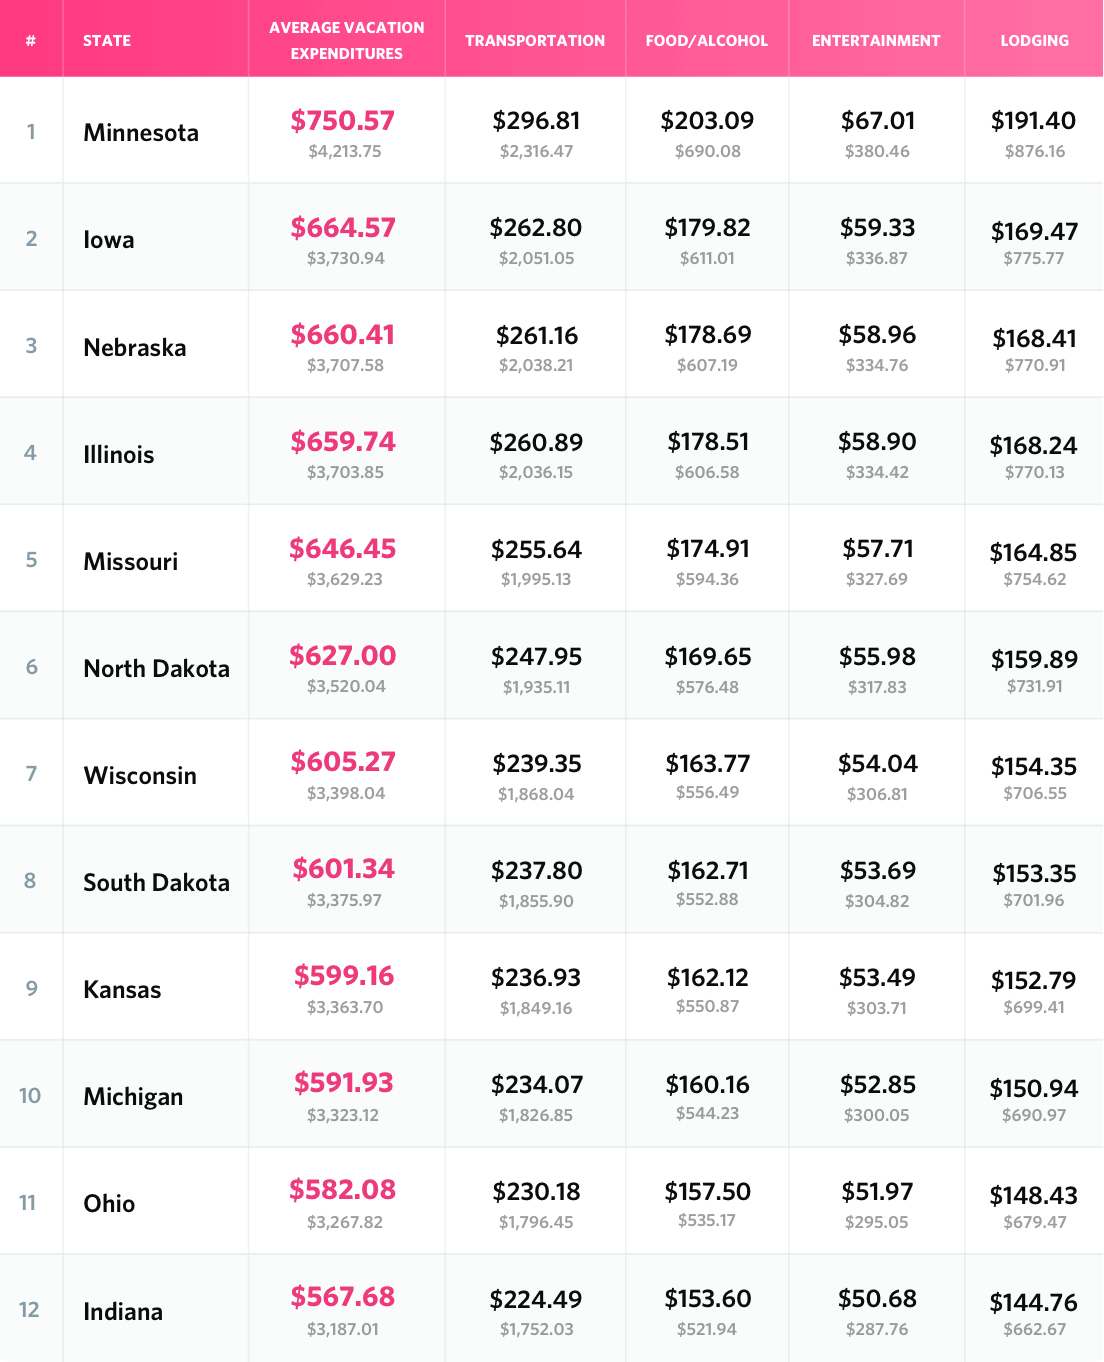 # STATE AVERAGE VACATION EXPENDITURES TRANSPORTATION FOOD/ALCOHOL ENTERTAINMENT LODGING
1 Minnesota $750.57 $296.81 $203.09 $67.01 $191.40
$4,213.75 $2,316.47 $690.08 $380.46 $876.16
2 Iowa $664.57 $262.80 $179.82 $59.33 $169.47
$3,730.94 $2,051.05 $611.01 $336.87 $775.77
3 Nebraska $660.41 $261.16 $178.69 $58.96 $168.41
$3,707.58 $2,038.21 $607.19 $334.76 $770.91
4 Illinois $659.74 $260.89 $178.51 $58.90 $168.24
$3,703.85 $2,036.15 $606.58 $334.42 $770.13
5 Missouri $646.45 $255.64 $174.91 $57.71 $164.85
$3,629.23 $1,995.13 $594.36 $327.69 $754.62
6 North Dakota $627.00 $247.95 $169.65 $55.98 $159.89
$3,520.04 $1,935.11 $576.48 $317.83 $731.91
7 Wisconsin $605.27 $239.35 $163.77 $54.04 $154.35
$3,398.04 $1,868.04 $556.49 $306.81 $706.55
8 South Dakota $601.34 $237.80 $162.71 $53.69 $153.35
$3,375.97 $1,855.90 $552.88 $304.82 $701.96
9 Kansas $599.16 $236.93 $162.12 $53.49 $152.79
$3,363.70 $1,849.16 $550.87 $303.71 $699.41
10 Michigan $591.93 $234.07 $160.16 $52.85 $150.94
$3,323.12 $1,826.85 $544.23 $300.05 $690.97
11 Ohio $582.08 $230.18 $157.50 $51.97 $148.43
$3,267.82 $1,796.45 $535.17 $295.05 $679.47
12 Indiana $567.68 $224.49 $153.60 $50.68 $144.76
$3,187.01 $1,752.03 $521.94 $287.76 $662.67